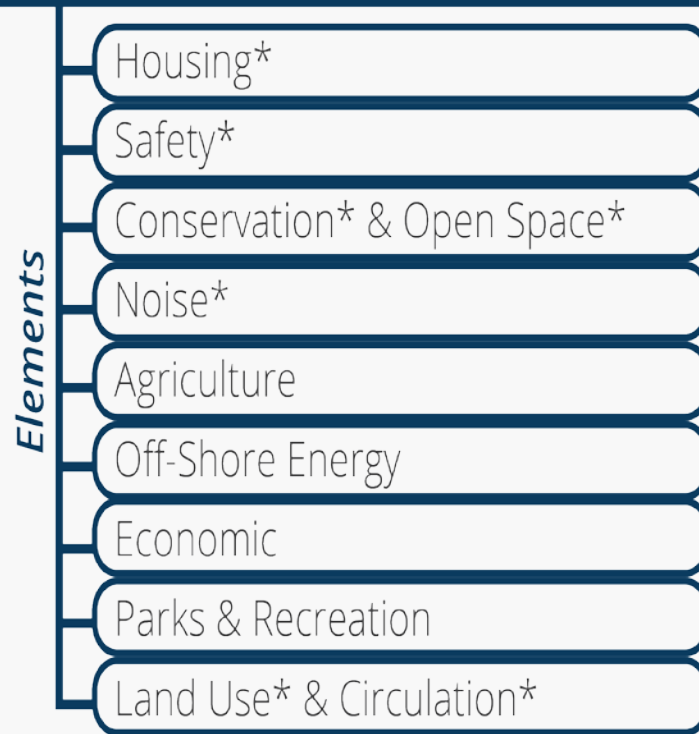 Elements
Housing*
Safety*
Conservation* & Open Space*
Noise*
Agriculture
Off-Shore Energy
Economic
Parks & Recreation
Land Use* & Circulation*